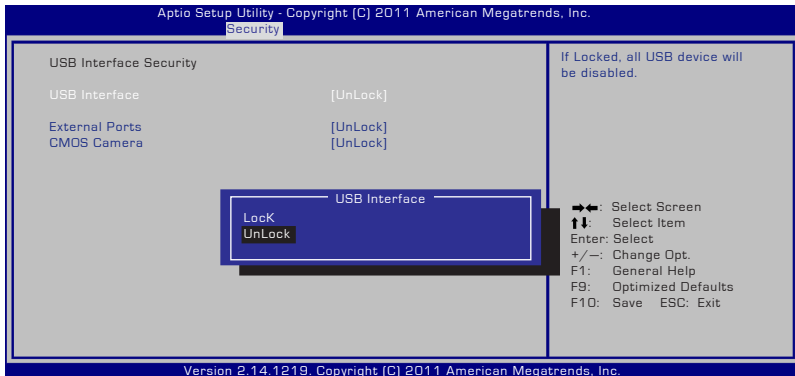 Aptio Setup Utility - Copyright (C) 2011 American Megatrends, Inc.
Security
USB Interface Security
USB Interface [UnLock]
External Ports [UnLock]
CMOS Camera [UnLock]
USB Interface
LocK
UnLock
If Locked, all USB device will
be disabled.
→←: Select Screen
↑↓: Select Item
Enter: Select
+/—: Change Opt.
F1: General Help
F9: Optimized Defaults
F10: Save ESC: Exit
Version 2.14.1219. Copyright (C) 2011 American Megatrends, Inc.